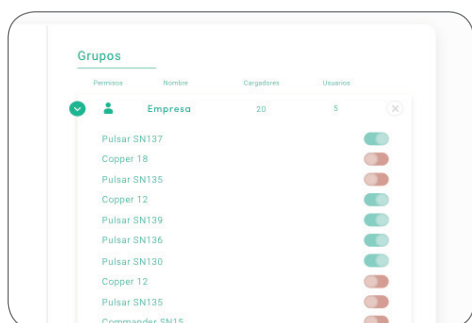 Grupos
Permisos Nombre Cargadores Usuarios
Empresa 20 5
Pulsar SN137
Copper 18
Pulsar SN135
Copper 12
Pulsar SN139
Pulsar SN136
Pulsar SN130
Copper 12
Pulsar SN135
Commander SN15